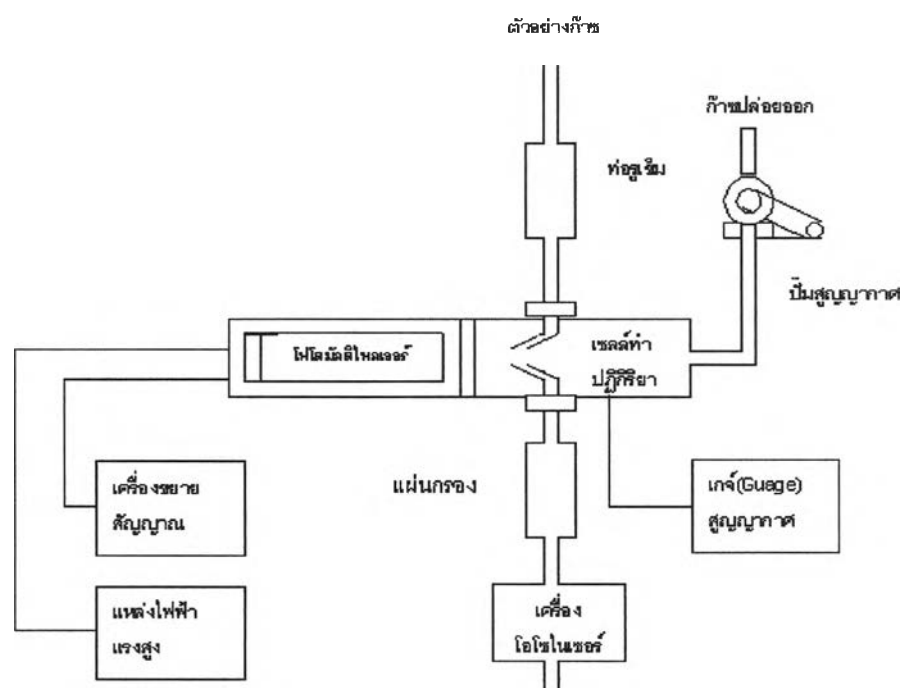 ตัวอย่างก๊าซ
ก๊าซปล่อยออก
ท่อรูเข็ม
ปั๊มสูญญากาศ
โฟโตมัลติไพลเออร์
เซลล์ทำ
ปฏิกิริยา
แผ่นกรอง
เครื่องขยาย
สัญญาณ
เกจ์(Guage)
สูญญากาศ
แหล่งไฟฟ้า
แรงสูง
เครื่อง
โอโซไนเซอร์